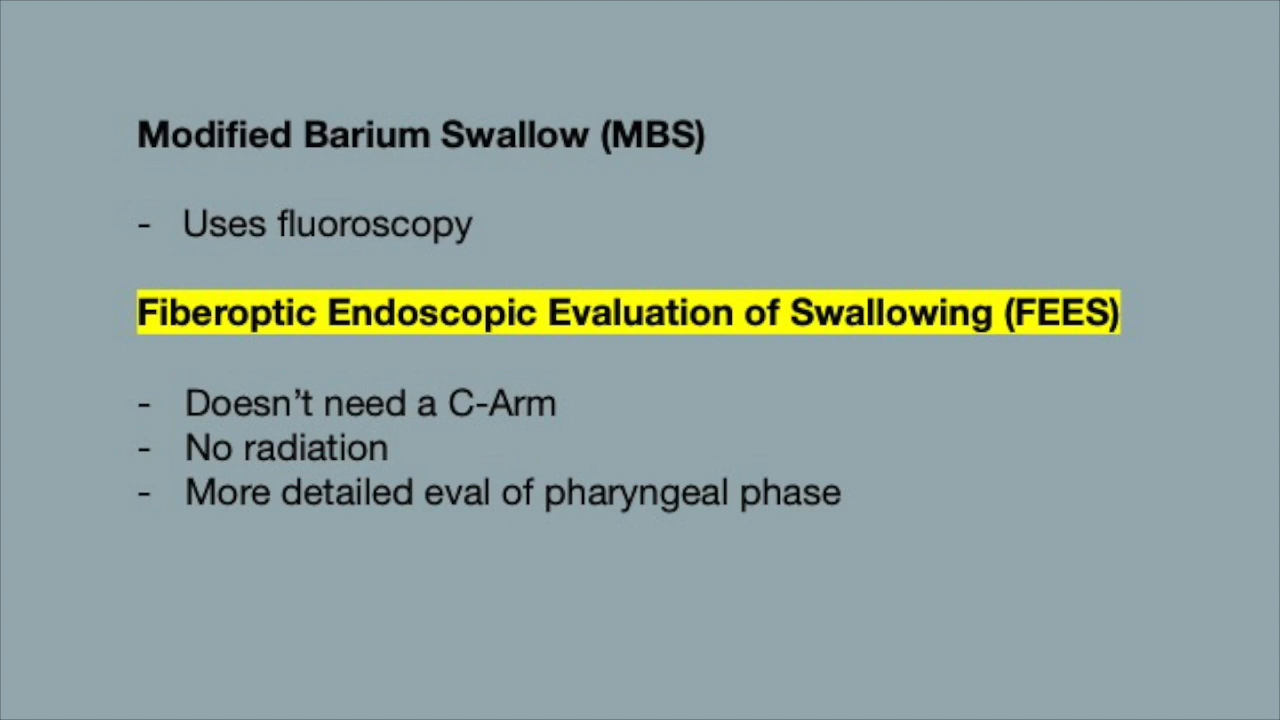 Modified Barium Swallow (MBS)
- Uses fluoroscopy
Fiberoptic Endoscopic Evaluation of Swallowing (FEES)
- Doesn’t need a C-Arm
- No radiation
- More detailed eval of pharyngeal phase